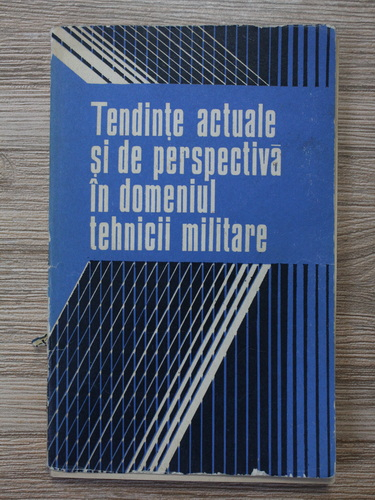 Tendințe actuale
și de perspectivă
în domeniul
tehnicii militare